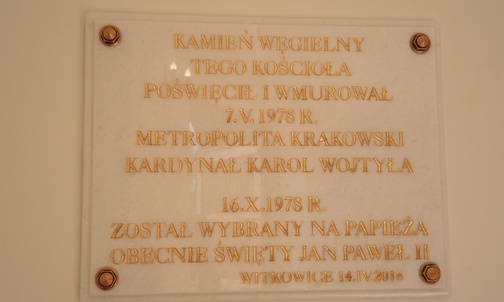 KAMIEŃ WĘGIELNY
TEGO KOŚCIOŁA
POŚWIĘCIŁ I WMUROWAŁ
7.V.1978 R.
METROPOLITA KRAKOWSKI
KARDYNAŁ KAROL WOJTYŁA
16.X.1978 R.
ZOSTAŁ WYBRANY NA PAPIEŻA
OBECNIE ŚWIĘTY JAN PAWEŁ II
WITKOWICE 14.IV.2016